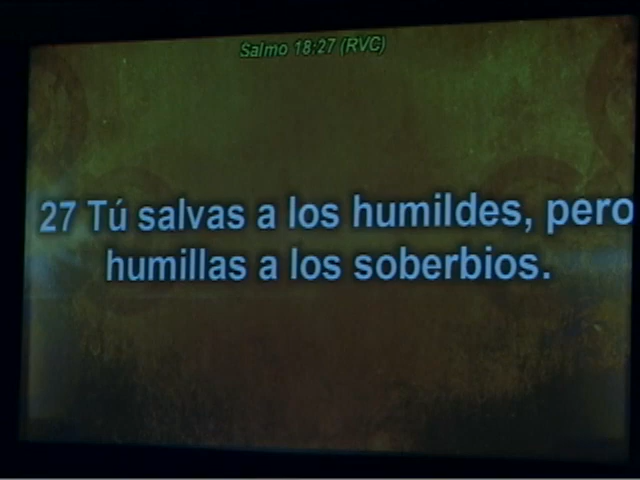 Salmo 18:27 (RVC)
27 Tú salvas a los humildes, pero
humillas a los soberbios.